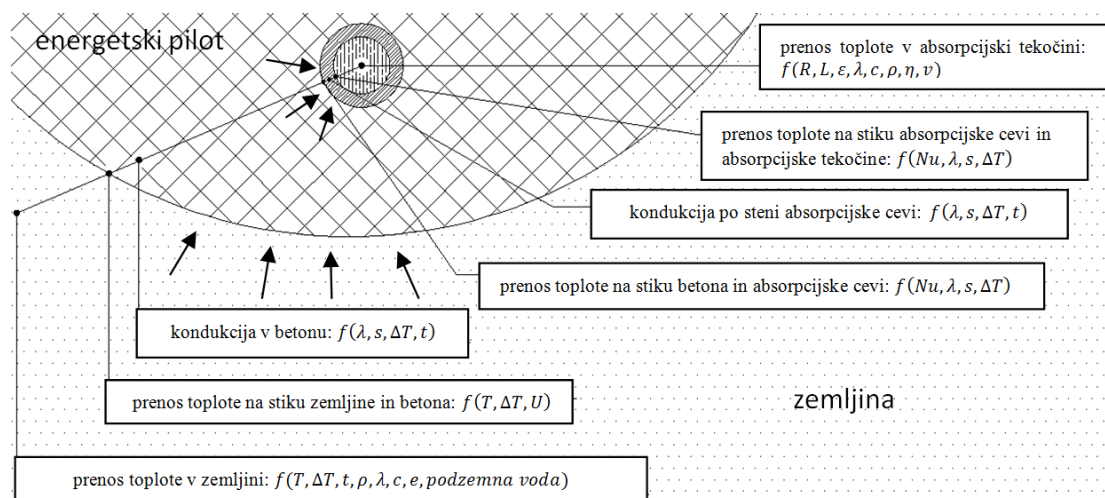 energetski pilot
prenos toplote v absorpcijski tekočini:
f(R, L, ε, λ, c, ρ, η, v)
prenos toplote na stiku absorpcijske cevi in
absorpcijske tekočine: f(Nu, λ, s, ΔT)
kondukcija po steni absorpcijske cevi: f(λ, s, ΔT, t)
prenos toplote na stiku betona in absorpcijske cevi: f(Nu, λ, s, ΔT)
kondukcija v betonu: f(λ, s, ΔT, t)
prenos toplote na stiku zemljine in betona: f(T, ΔT, U)
zemljina
prenos toplote v zemljini: f(T, ΔT, t, ρ, λ, c, e, podzemna voda)